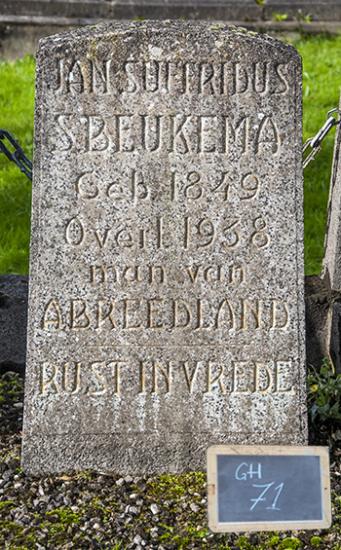 JAN SUFFRIDUS
S. BEUKEMA
Geb. 1849
Overl. 1938
man van
A. BREEDLAND
RUST IN VREDE
GH
71